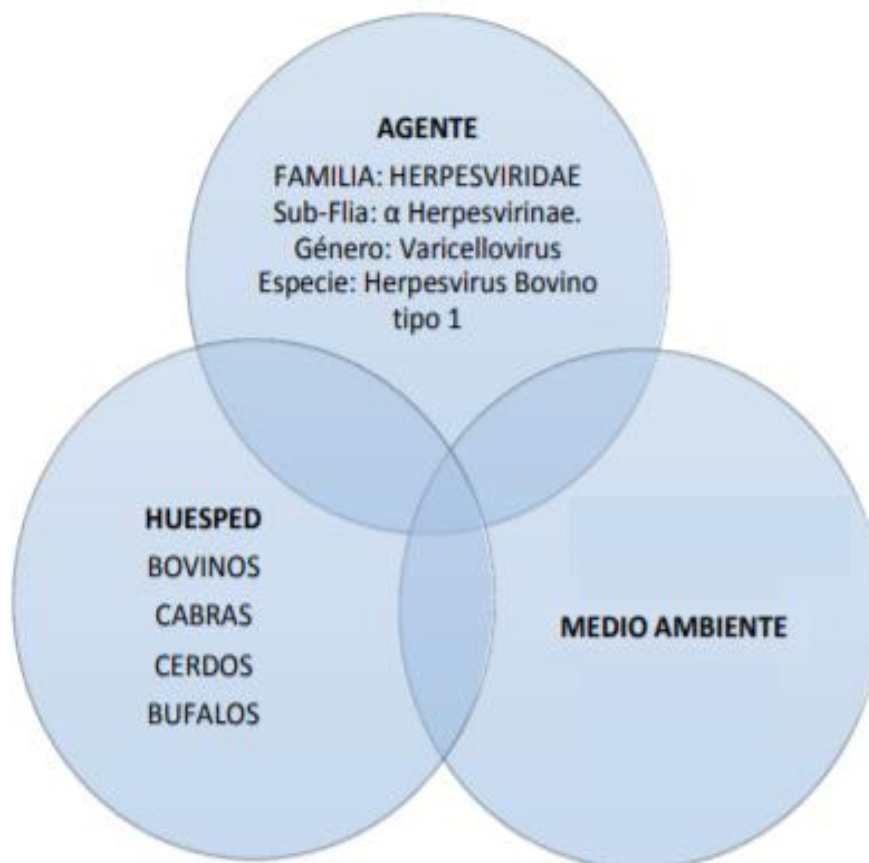 AGENTE
FAMILIA: HERPESVIRIDAE
Sub-Flia: α Herpesvirinae.
Género: Varicellovirus
Especie: Herpesvirus Bovino
tipo 1
HUESPED
BOVINOS
CABRAS
CERDOS
BUFALOS
MEDIO AMBIENTE